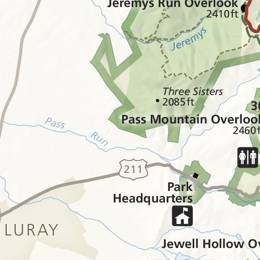 Jeremys Run Overlook
2410ft
Jeremys
Three Sisters
2085ft
30
Pass Mountain Overlook
2460ft
Pass Run
211
Park
Headquarters
LURAY
Jewell Hollow Ov